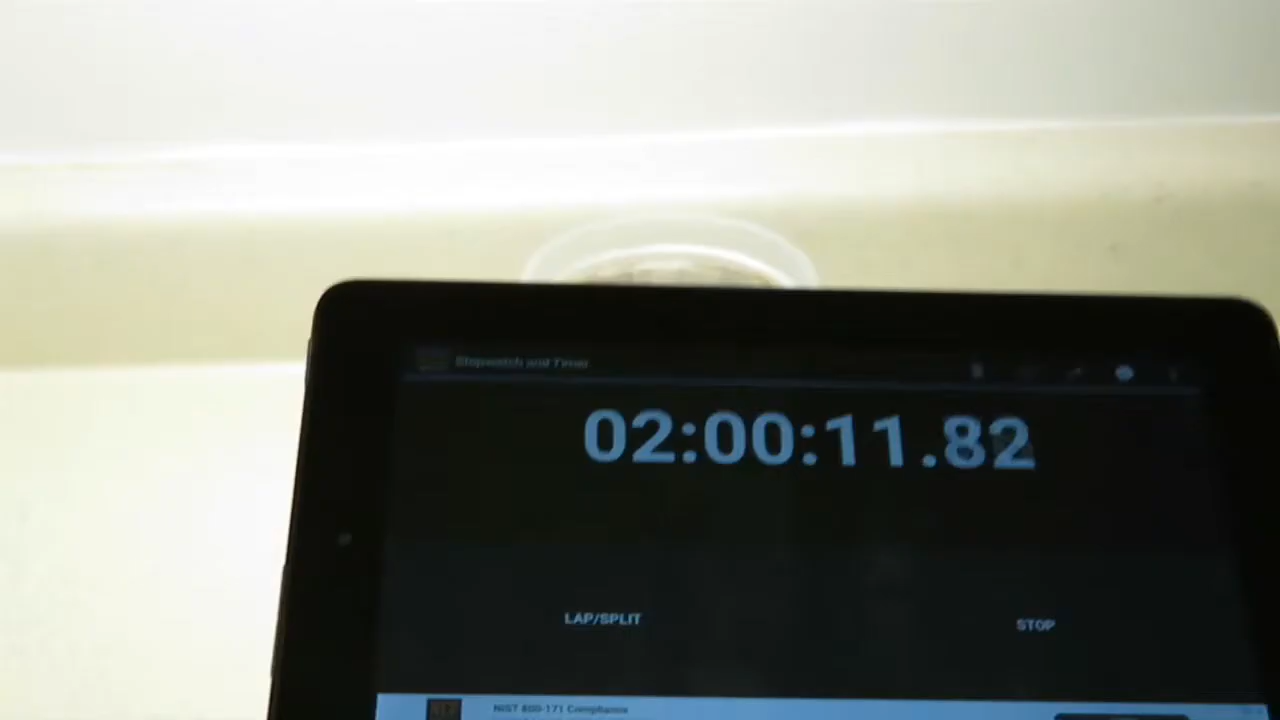 Stopwatch and Timer
02:00:11.82
LAP/SPLIT
STOP
NIST 800-171 Compliance